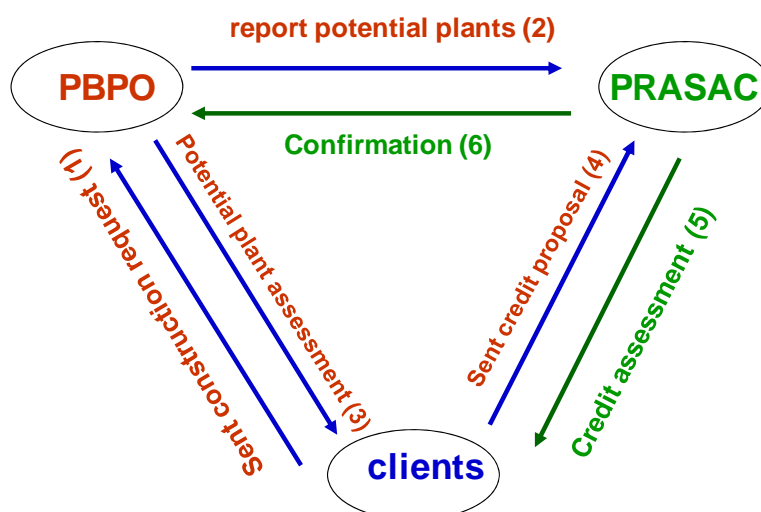 report potential plants (2)
PBPO
PRASAC
Confirmation (6)
Sent construction request (1)
Potential plant assessment (3)
Sent credit proposal (4)
Credit assessment (5)
clients